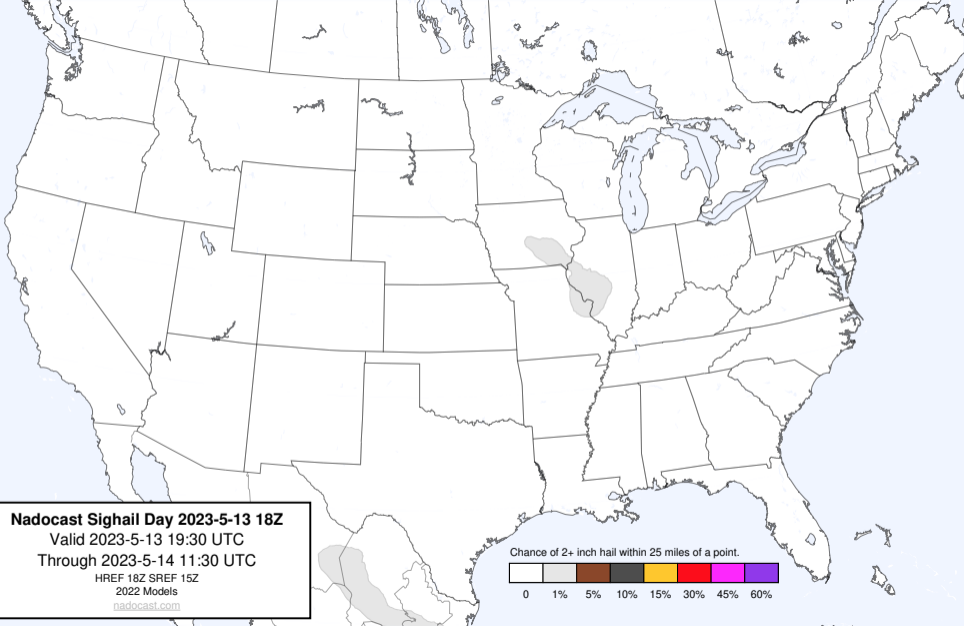 Nadocast Sighail Day 2023-5-13 18Z
Valid 2023-5-13 19:30 UTC
Through 2023-5-14 11:30 UTC
HREF 18Z SREF 15Z
2022 Models
nadocast.com
Chance of 2+ inch hail within 25 miles of a point.
0 1% 5% 10% 15% 30% 45% 60%